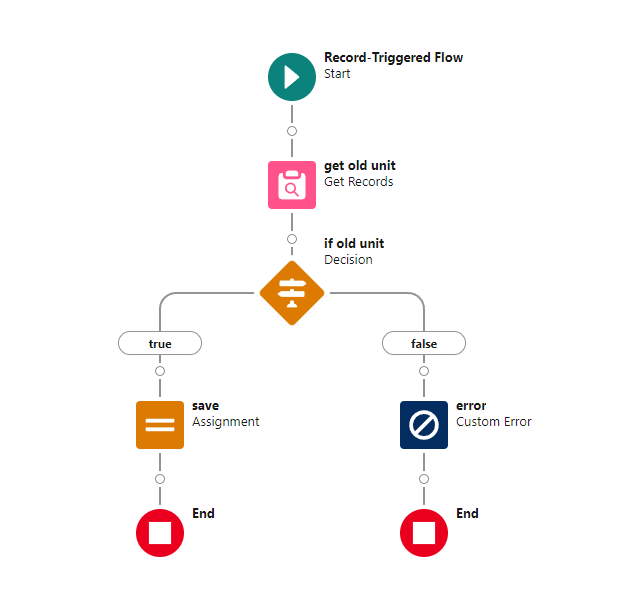 Record-Triggered Flow
Start
get old unit
Get Records
if old unit
Decision
true
false
save
Assignment
error
Custom Error
End
End